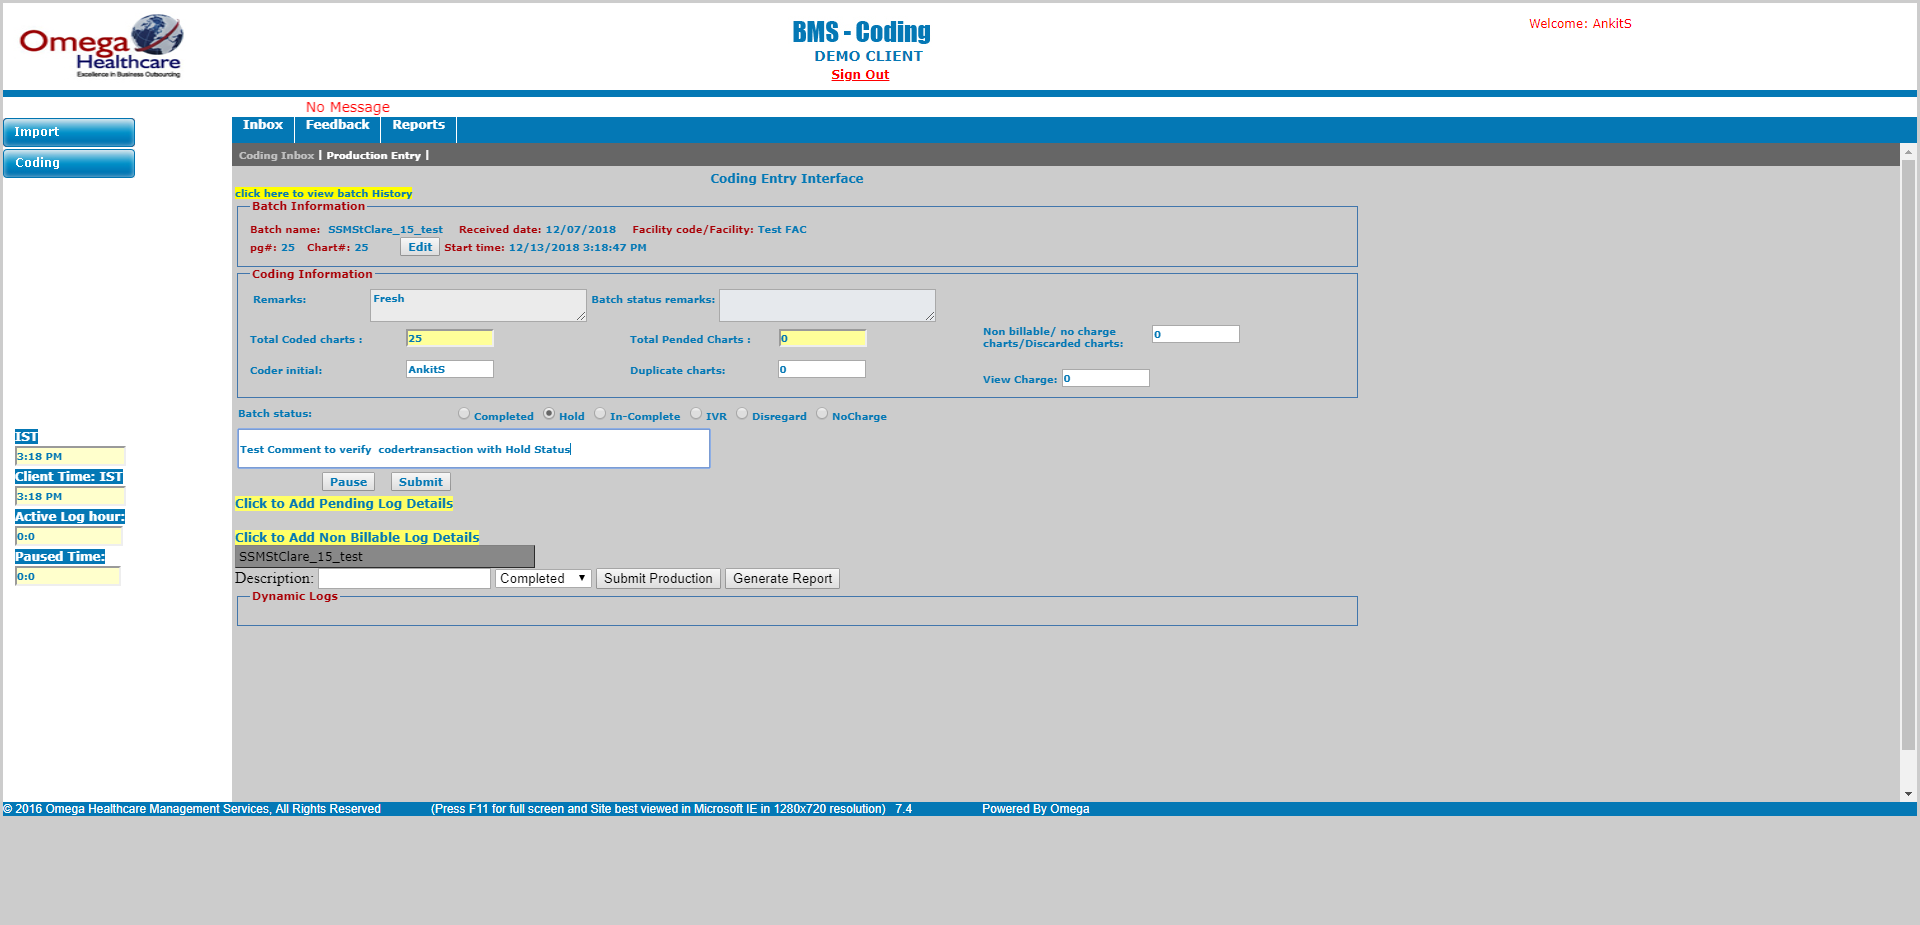 Omega
Healthcare
Excellence in Business Outsourcing
BMS - Coding
DEMO CLIENT
Sign Out
Welcome: AnkitS
No Message
Import
Coding
Inbox Feedback Reports
Coding Inbox | Production Entry |
Coding Entry Interface
click here to view batch History
Batch Information
Batch name: SSMStClare_15_test Received date: 12/07/2018 Facility code/Facility: Test FAC
pg#: 25 Chart#: 25 Edit Start time: 12/13/2018 3:18:47 PM
Coding Information
Remarks: Fresh Batch status remarks:
Total Coded charts : 25 Total Pended Charts : 0 Non billable/ no charge
charts/Discarded charts: 0
Coder initial: AnkitS Duplicate charts: 0 View Charge: 0
Batch status: Completed Hold In-Complete IVR Disregard NoCharge
Test Comment to verify  codertransaction with Hold Status
Pause Submit
Click to Add Pending Log Details
Click to Add Non Billable Log Details
SSMStClare_15_test
Description: Completed Submit Production Generate Report
Dynamic Logs
IST
3:18 PM
Client Time: IST
3:18 PM
Active Log hour:
0:0
Paused Time:
0:0
© 2016 Omega Healthcare Management Services, All Rights Reserved (Press F11 for full screen and Site best viewed in Microsoft IE in 1280x720 resolution) 7.4 Powered By Omega